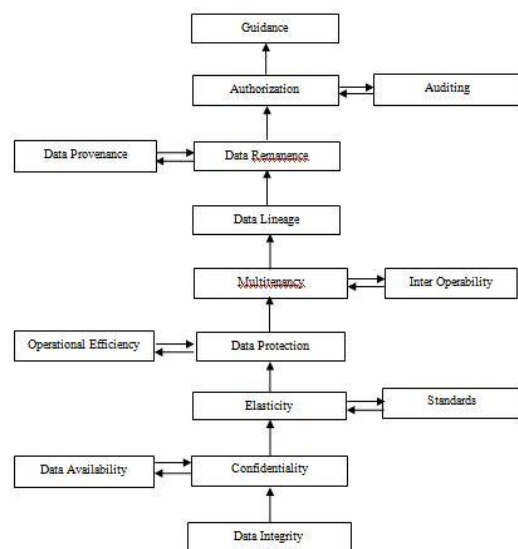 Guidance
Authorization
Auditing
Data Provenance
Data Remanence
Data Lineage
Multitenancy
Inter Operability
Operational Efficiency
Data Protection
Elasticity
Standards
Data Availability
Confidentiality
Data Integrity